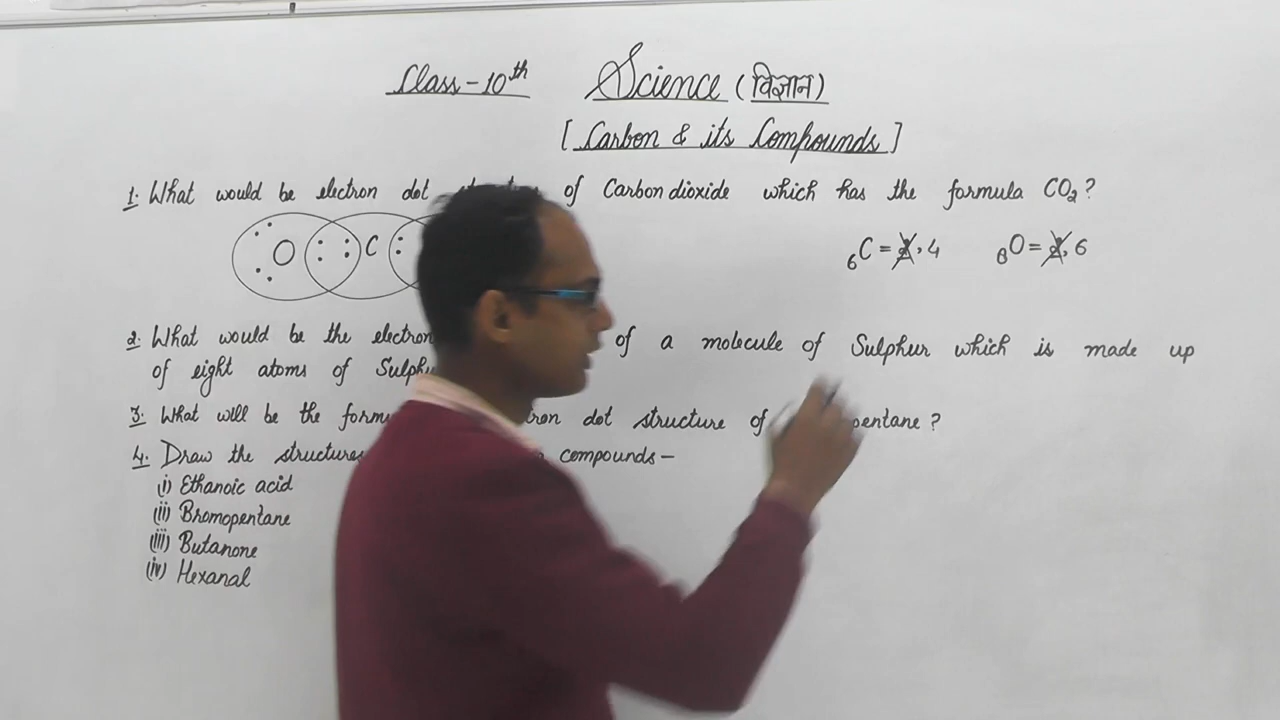 Class-10th Science (विज्ञान)
[Carbon & its Compounds]
1. What would be electron dot of Carbon dioxide which has the formula CO2?
O C
6C = 2, 4 8O = 2, 6
2. What would be the electron of a molecule of Sulphur which is made up
of eight atoms of
3. What will be the dot structure of ?
4. Draw the structures compounds-
(i) Ethanoic acid
(ii) Bromopentane
(iii) Butanone
(iv) Hexanal